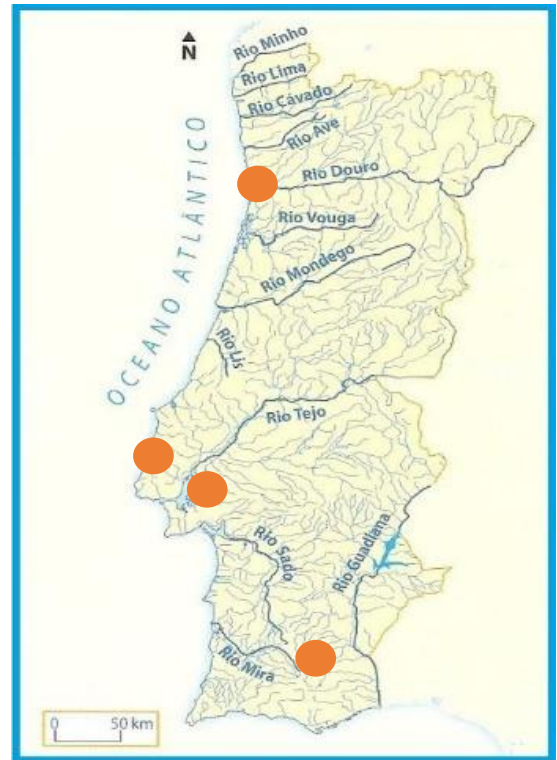 N
Rio Minho
Rio Lima
Rio Cávado
Rio Ave
Rio Douro
Rio Vouga
Rio Mondego
OCEANO ATLÂNTICO
Rio Lis
Rio Tejo
Rio Sado
Rio Guadiana
Rio Mira
0 50 km